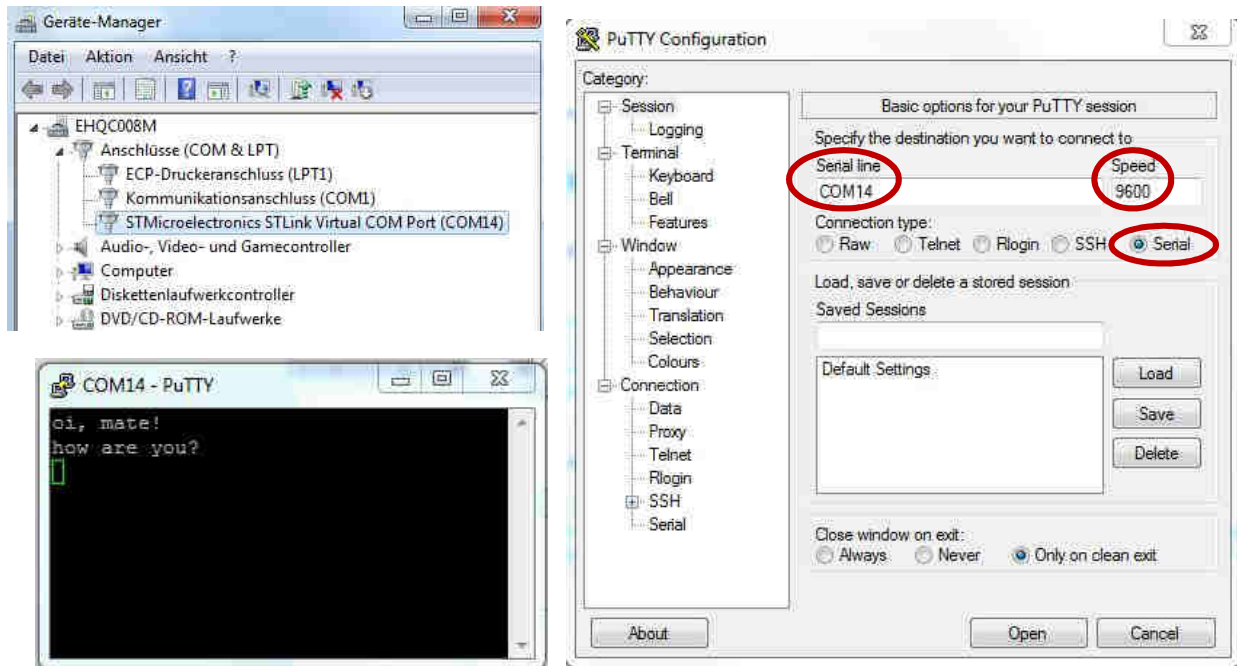 Geräte-Manager
Datei Aktion Ansicht ?
EHQC008M
Anschlüsse (COM & LPT)
ECP-Druckeranschluss (LPT1)
Kommunikationsanschluss (COM1)
STMicroelectronics STLink Virtual COM Port (COM14)
Audio-, Video- und Gamecontroller
Computer
Diskettenlaufwerkcontroller
DVD/CD-ROM-Laufwerke
COM14 - PuTTY
oi, mate!
how are you?
PuTTY Configuration
Category:
Session
Logging
Terminal
Keyboard
Bell
Features
Window
Appearance
Behaviour
Translation
Selection
Colours
Connection
Data
Proxy
Telnet
Rlogin
SSH
Serial
Basic options for your PuTTY session
Specify the destination you want to connect to
Serial line Speed
COM14 9600
Connection type:
Raw Telnet Rlogin SSH Serial
Load, save or delete a stored session
Saved Sessions
Default Settings
Load
Save
Delete
Close window on exit:
Always Never Only on clean exit
About Open Cancel